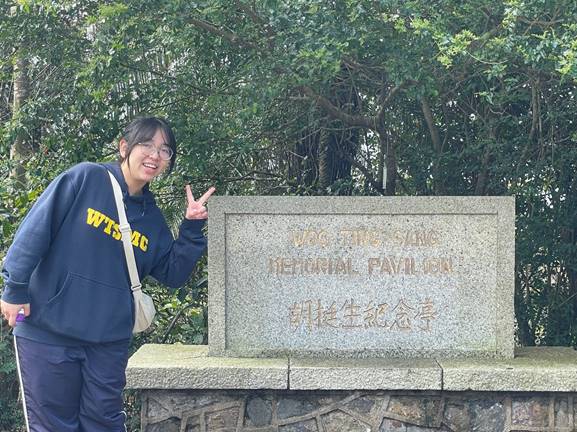 WOO TING SANG
MEMORIAL PAVILION
胡挺生紀念亭
WTSMC